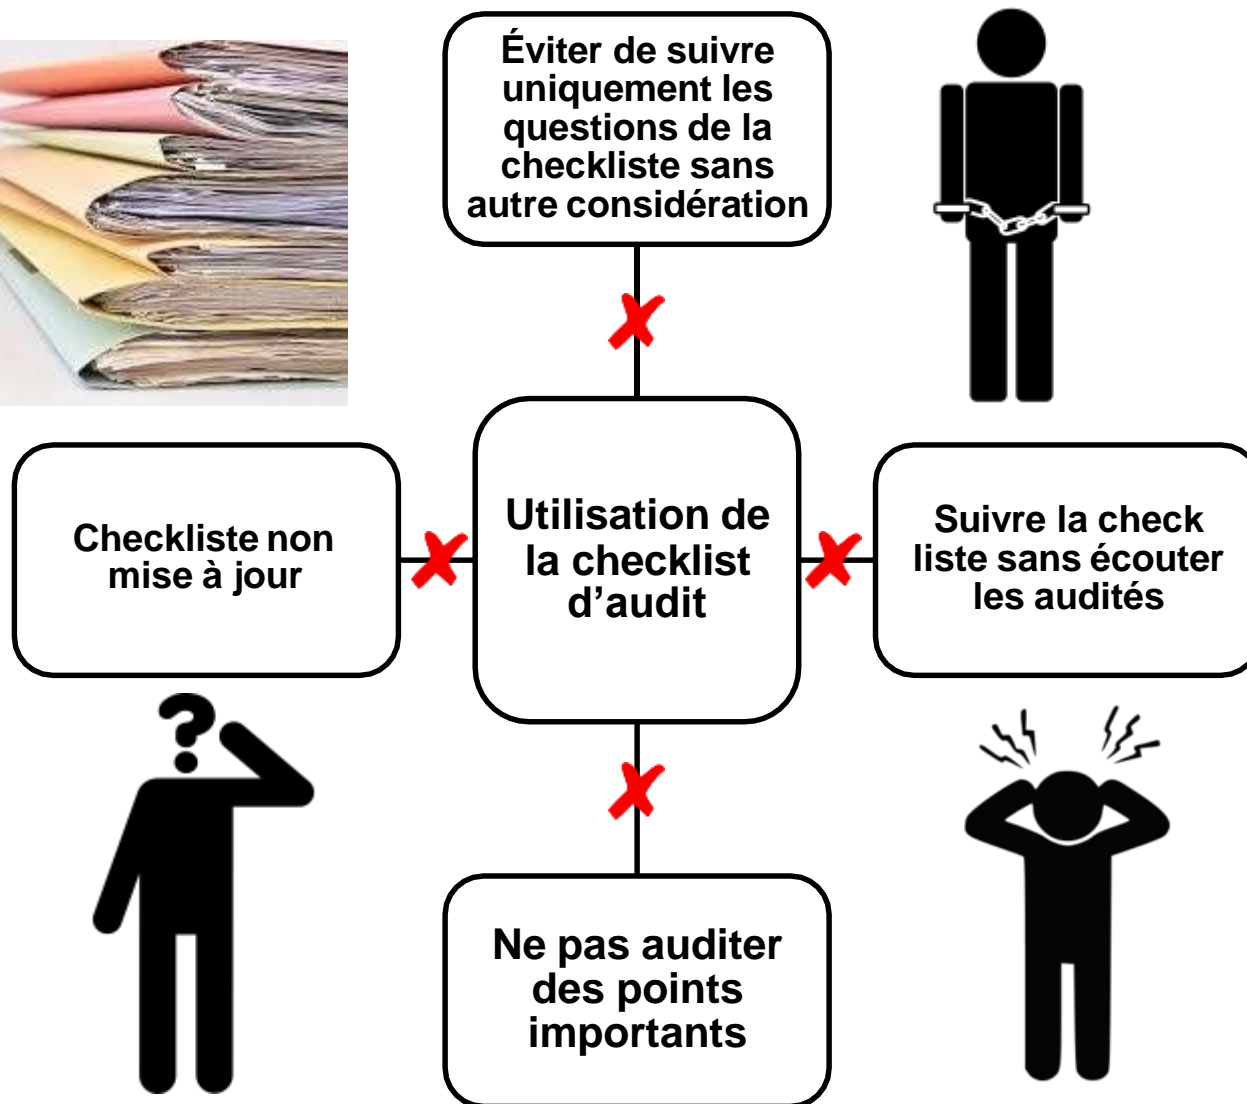 Éviter de suivre
uniquement les
questions de la
checkliste sans
autre considération
Checkliste non
mise à jour
Utilisation de
la checklist
d’audit
Suivre la check
liste sans écouter
les audités
?
Ne pas auditer
des points
importants